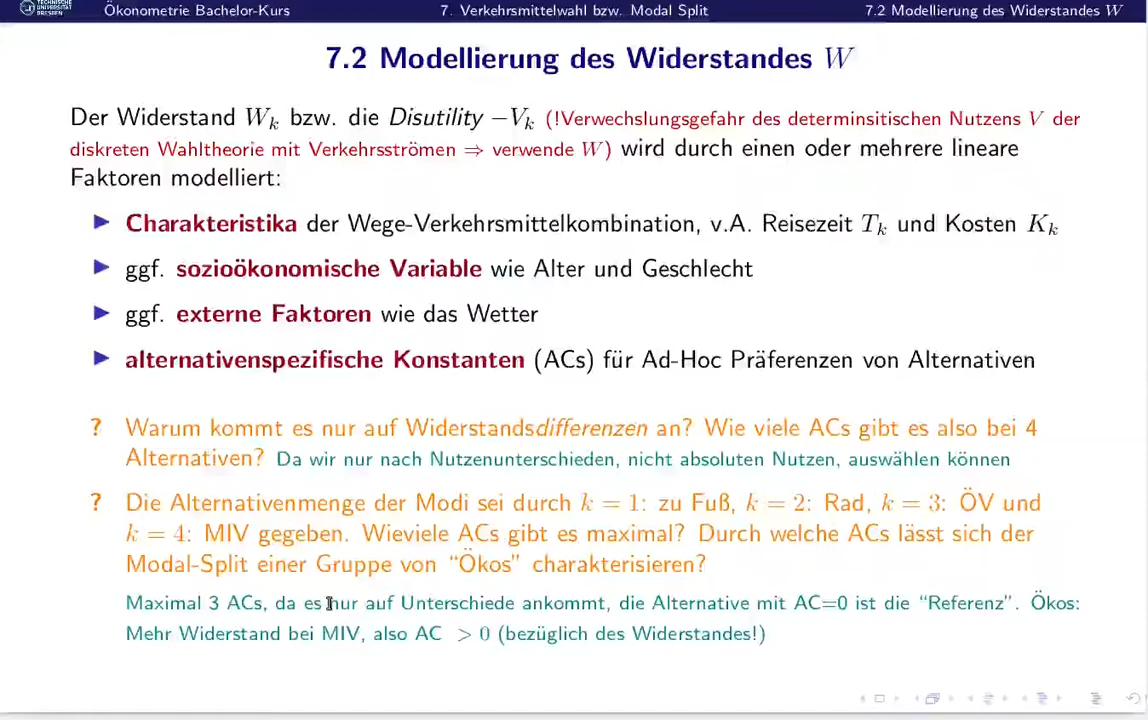 TECHNISCHE
UNIVERSITÄT
DRESDEN
Ökonometrie Bachelor-Kurs
7. Verkehrsmittelwahl bzw. Modal Split
7.2 Modellierung des Widerstandes W
7.2 Modellierung des Widerstandes W
Der Widerstand W_k bzw. die Disutility −V_k (!Verwechslungsgefahr des determinsitischen Nutzens V der
diskreten Wahltheorie mit Verkehrsströmen ⇒ verwende W) wird durch einen oder mehrere lineare
Faktoren modelliert:
▶ Charakteristika der Wege-Verkehrsmittelkombination, v.A. Reisezeit T_k und Kosten K_k
▶ ggf. sozioökonomische Variable wie Alter und Geschlecht
▶ ggf. externe Faktoren wie das Wetter
▶ alternativenspezifische Konstanten (ACs) für Ad-Hoc Präferenzen von Alternativen
? Warum kommt es nur auf Widerstandsdifferenzen an? Wie viele ACs gibt es also bei 4
Alternativen? Da wir nur nach Nutzenunterschieden, nicht absoluten Nutzen, auswählen können
? Die Alternativenmenge der Modi sei durch k = 1: zu Fuß, k = 2: Rad, k = 3: ÖV und
k = 4: MIV gegeben. Wieviele ACs gibt es maximal? Durch welche ACs lässt sich der
Modal-Split einer Gruppe von “Ökos” charakterisieren?
Maximal 3 ACs, da es nur auf Unterschiede ankommt, die Alternative mit AC=0 ist die “Referenz”. Ökos:
Mehr Widerstand bei MIV, also AC > 0 (bezüglich des Widerstandes!)